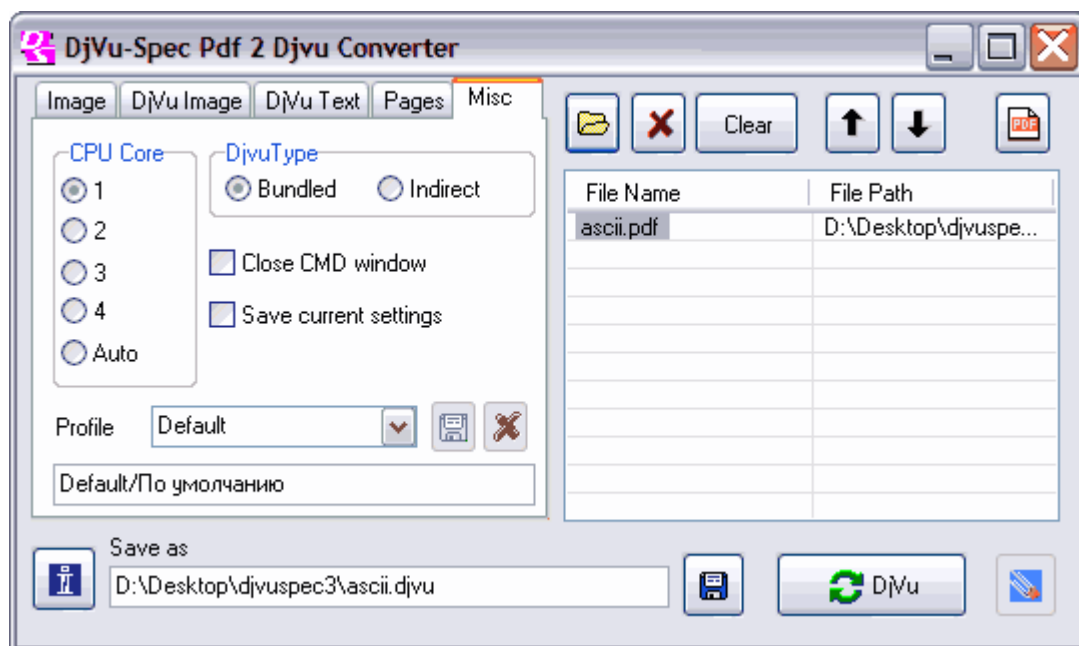 DjVu-Spec Pdf 2 Djvu Converter
Image DjVu Image DjVu Text Pages Misc
CPU Core
1
2
3
4
Auto
DjvuType
Bundled Indirect
Close CMD window
Save current settings
Profile Default
Default/По умолчанию
Clear
PDF
File Name File Path
ascii.pdf D:\Desktop\djvuspe...
Save as
D:\Desktop\djvuspec3\ascii.djvu
DjVu